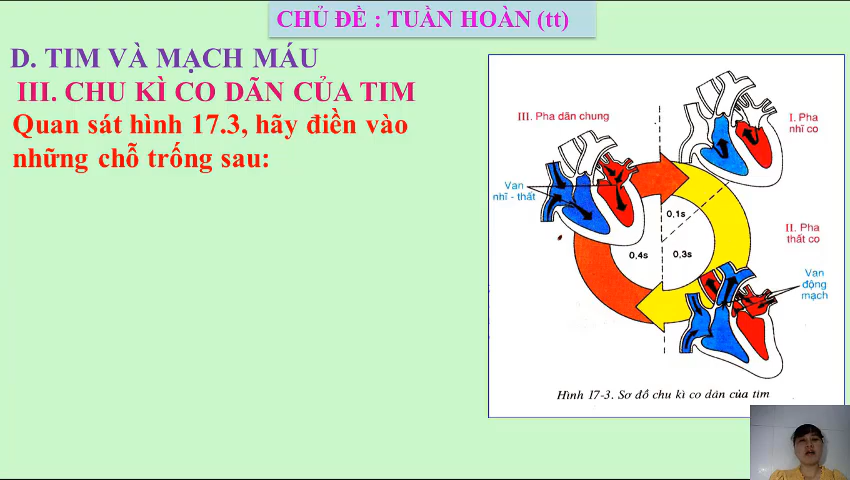 CHỦ ĐỀ : TUẦN HOÀN (tt)
D. TIM VÀ MẠCH MÁU
III. CHU KÌ CO DÃN CỦA TIM
Quan sát hình 17.3, hãy điền vào
những chỗ trống sau:
III. Pha dãn chung
I. Pha
nhĩ co
Van
nhĩ - thất
0,1s
0,4s
0,3s
II. Pha
thất co
Van
động
mạch
Hình 17-3. Sơ đồ chu kì co dãn của tim